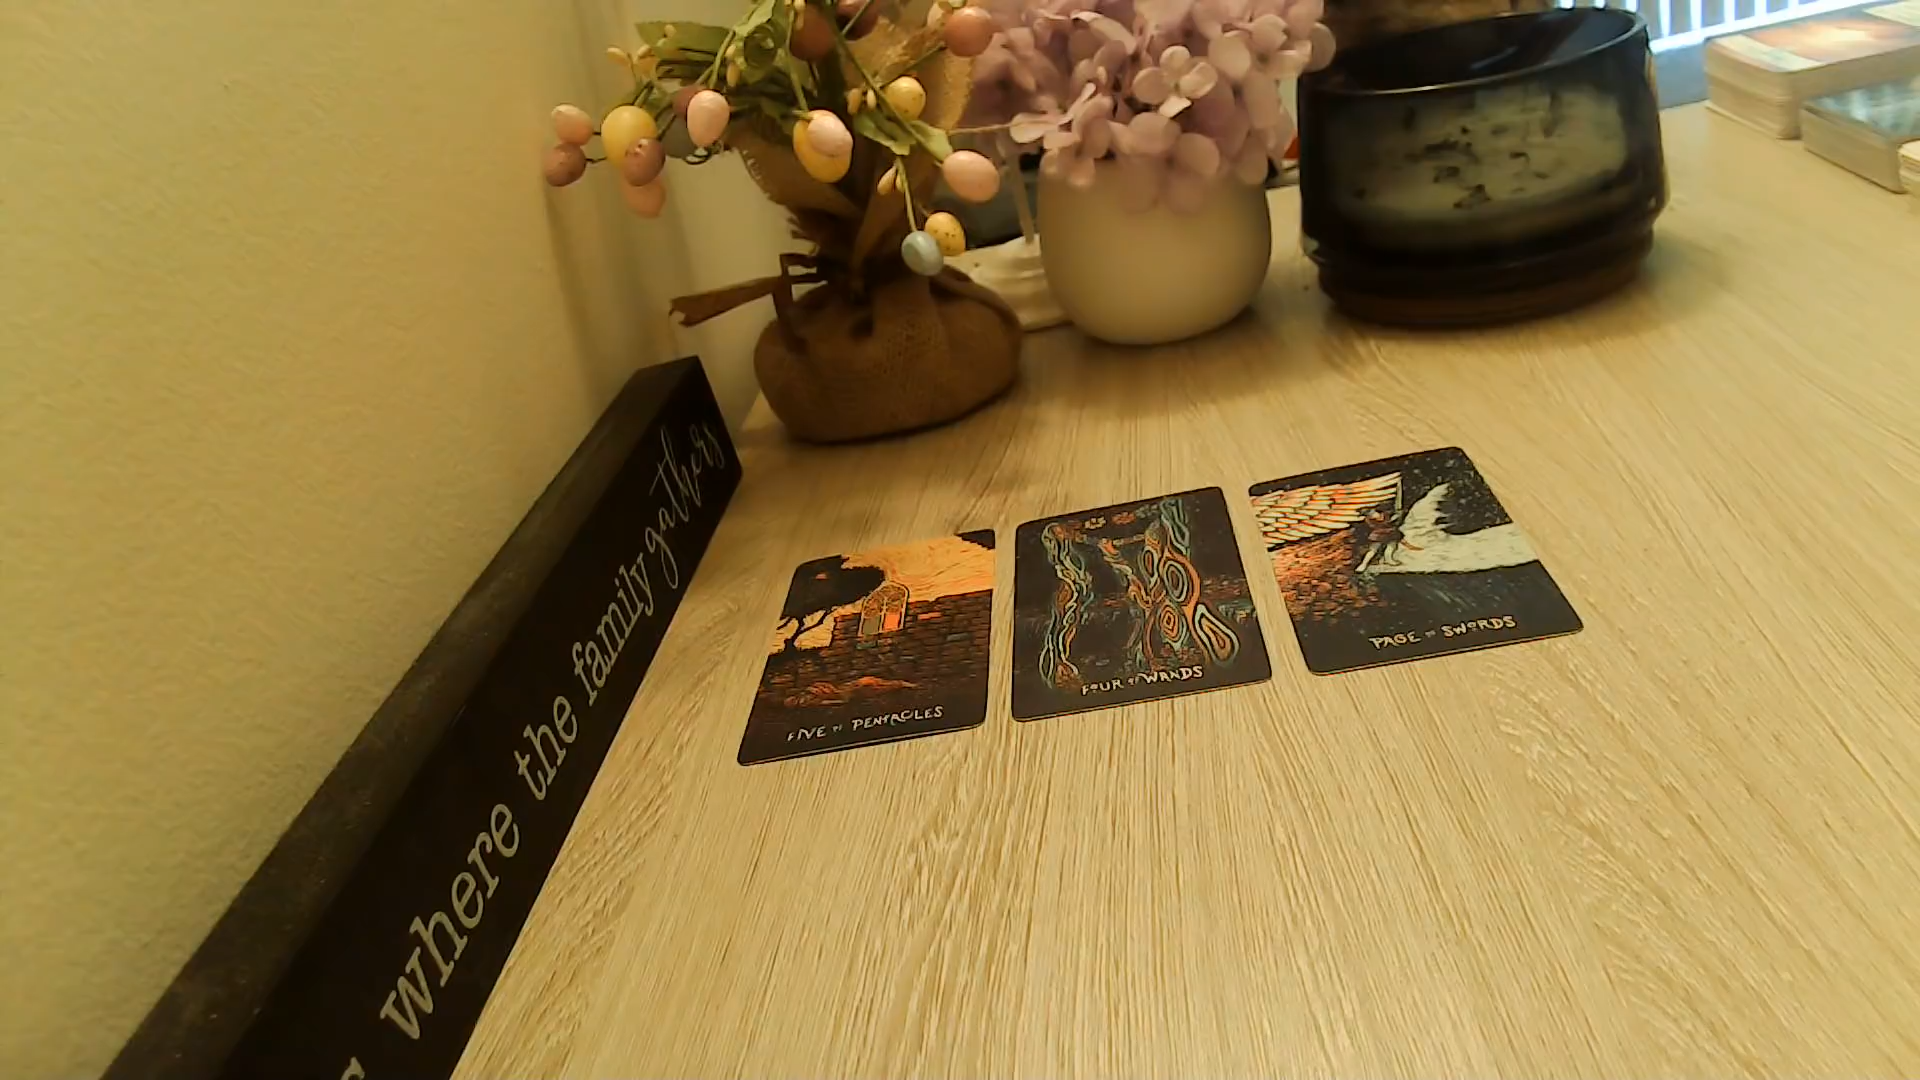 where the family gathers
FIVE OF PENTACLES
FOUR OF WANDS
PAGE OF SWORDS